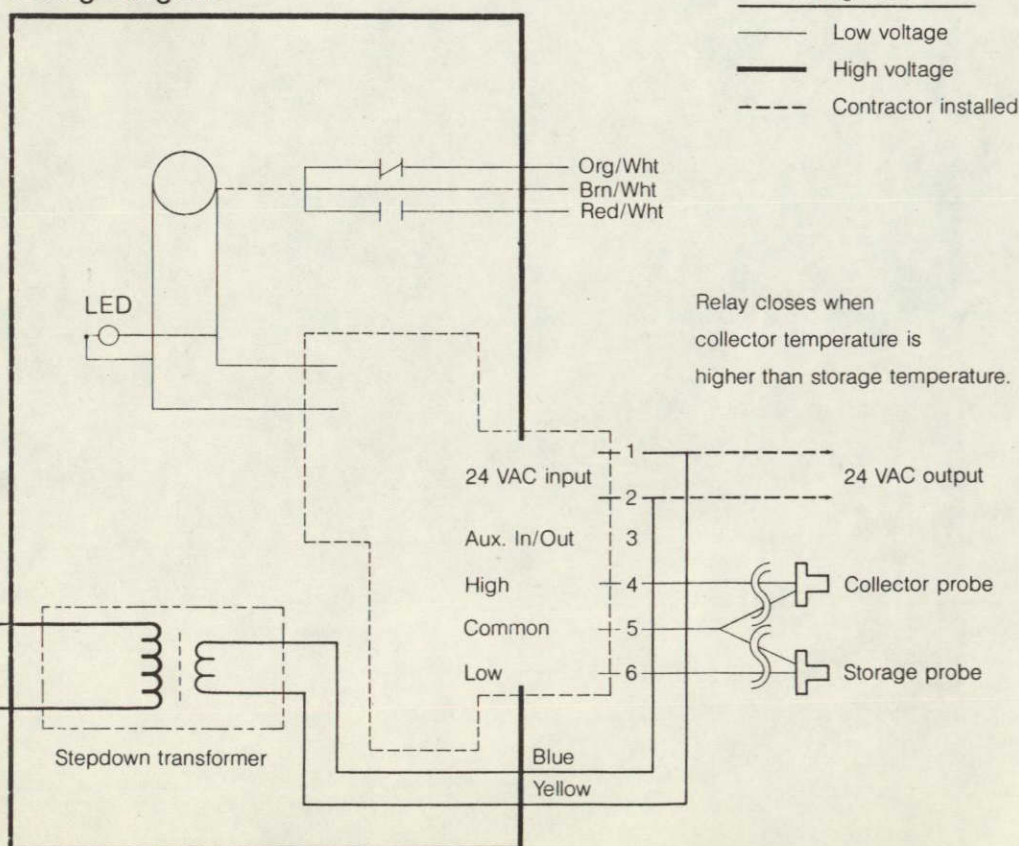 Low voltage
High voltage
Contractor installed
Org/Wht
Brn/Wht
Red/Wht
LED
Relay closes when
collector temperature is
higher than storage temperature.
1
24 VAC input
24 VAC output
2
Aux. In/Out
3
High
4
Collector probe
Common
5
Low
6
Storage probe
Stepdown transformer
Blue
Yellow